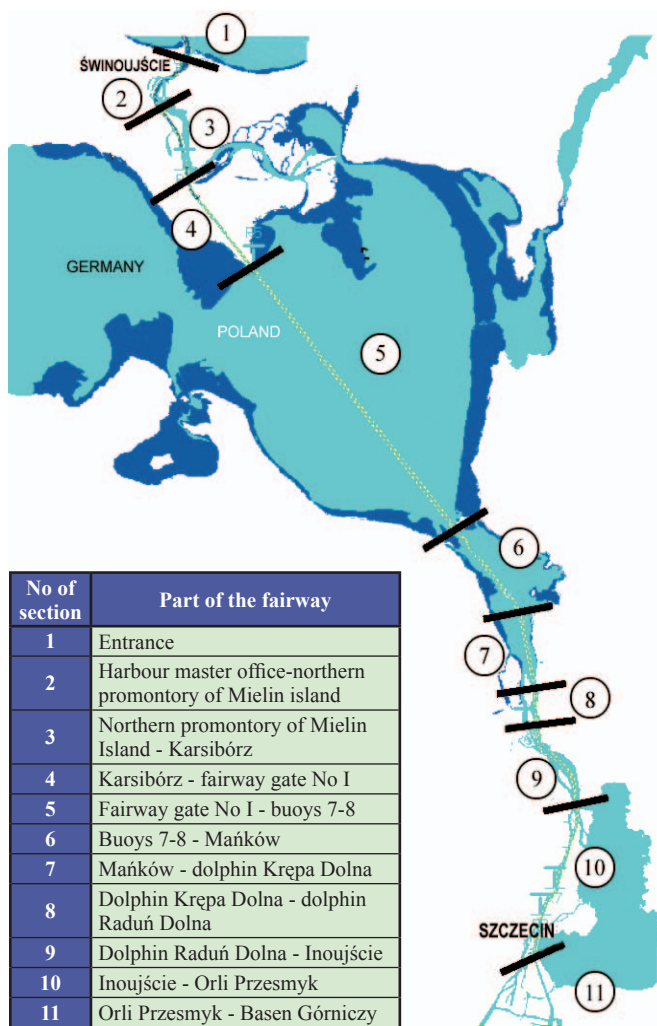 1
ŚWINOUJŚCIE
2
3
4
GERMANY
POLAND
5
6
7
8
9
10
SZCZECIN
11
No of section Part of the fairway
1 Entrance
2 Harbour master office-northern
promontory of Mielin island
3 Northern promontory of Mielin
Island - Karsibórz
4 Karsibórz - fairway gate No I
5 Fairway gate No I - buoys 7-8
6 Buoys 7-8 - Mańków
7 Mańków - dolphin Krępa Dolna
8 Dolphin Krępa Dolna - dolphin
Raduń Dolna
9 Dolphin Raduń Dolna - Inoujście
10 Inoujście - Orli Przesmyk
11 Orli Przesmyk - Basen Górniczy